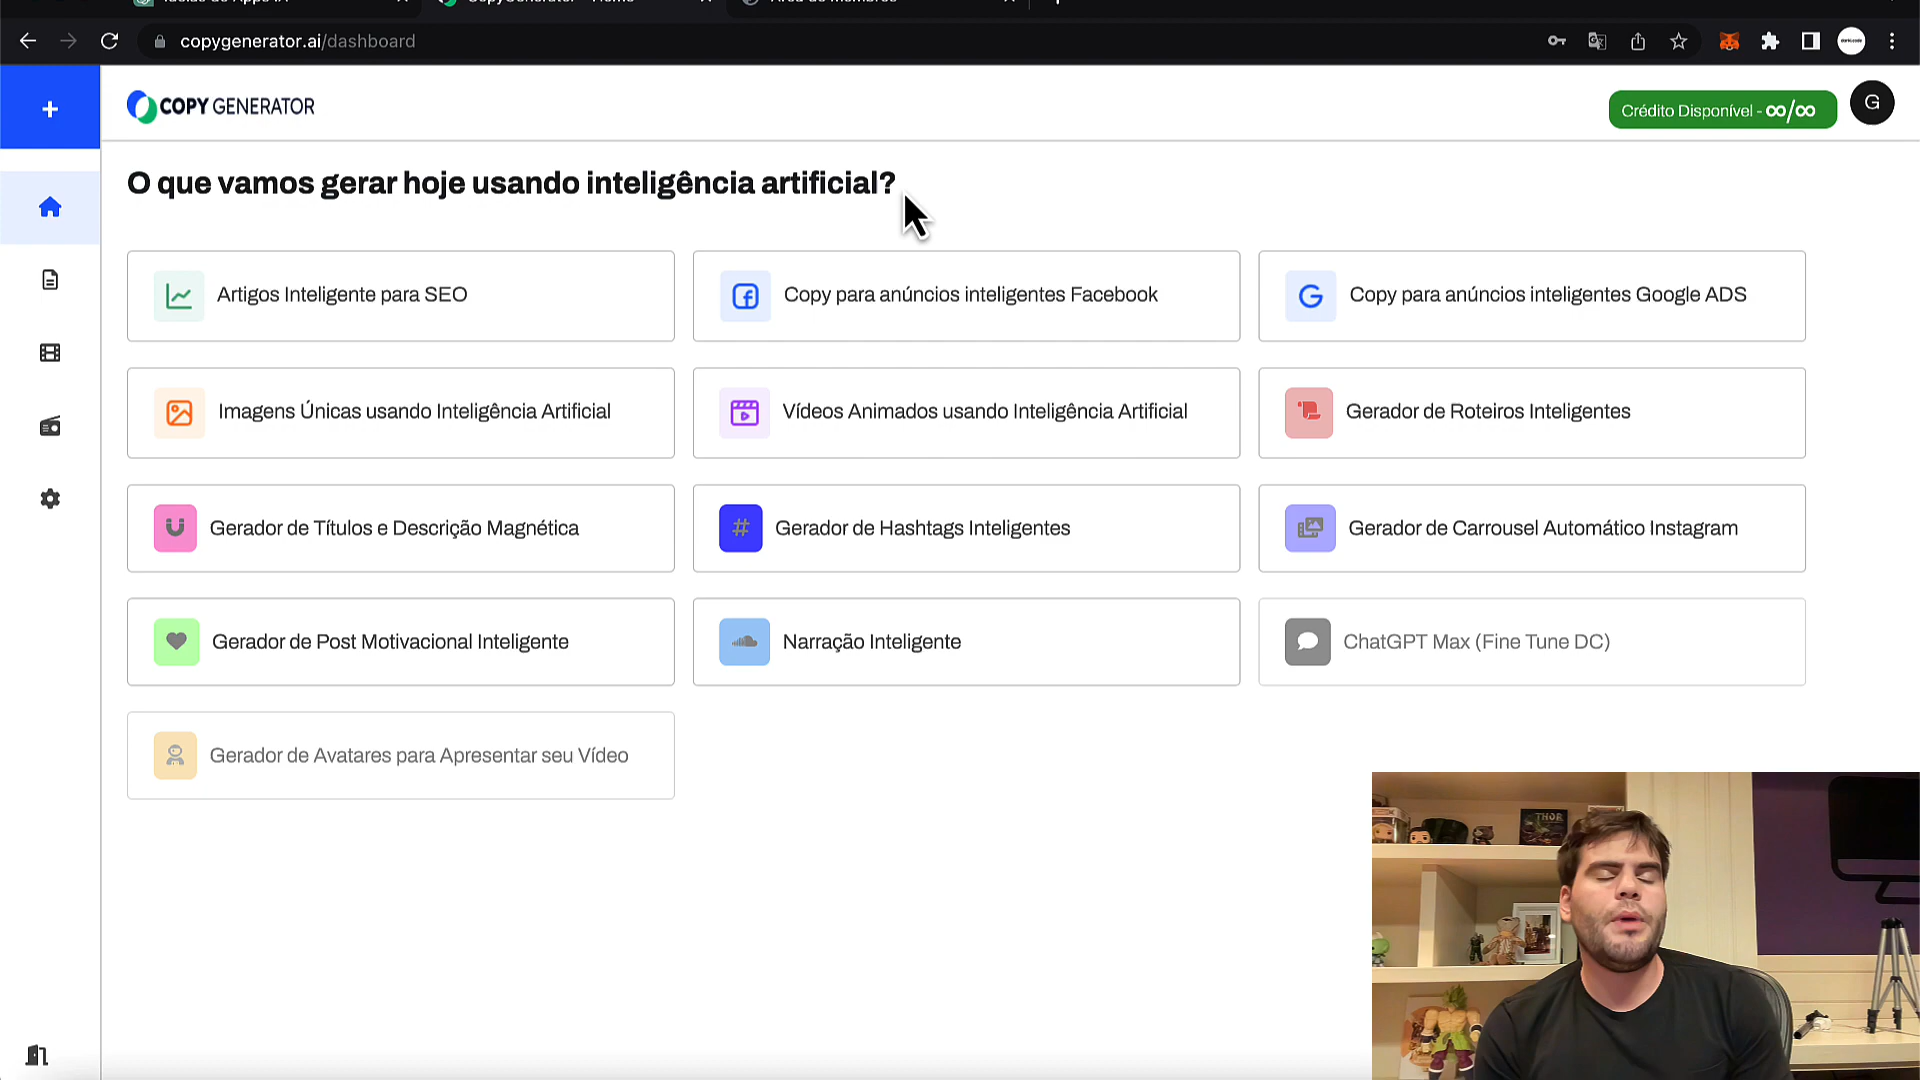 copygenerator.ai/dashboard
COPY GENERATOR
Crédito Disponível - ∞/∞
G
O que vamos gerar hoje usando inteligência artificial?
Artigos Inteligente para SEO
Copy para anúncios inteligentes Facebook
Copy para anúncios inteligentes Google ADS
Imagens Únicas usando Inteligência Artificial
Vídeos Animados usando Inteligência Artificial
Gerador de Roteiros Inteligentes
Gerador de Títulos e Descrição Magnética
Gerador de Hashtags Inteligentes
Gerador de Carrousel Automático Instagram
Gerador de Post Motivacional Inteligente
Narração Inteligente
ChatGPT Max (Fine Tune DC)
Gerador de Avatares para Apresentar seu Vídeo
THOR